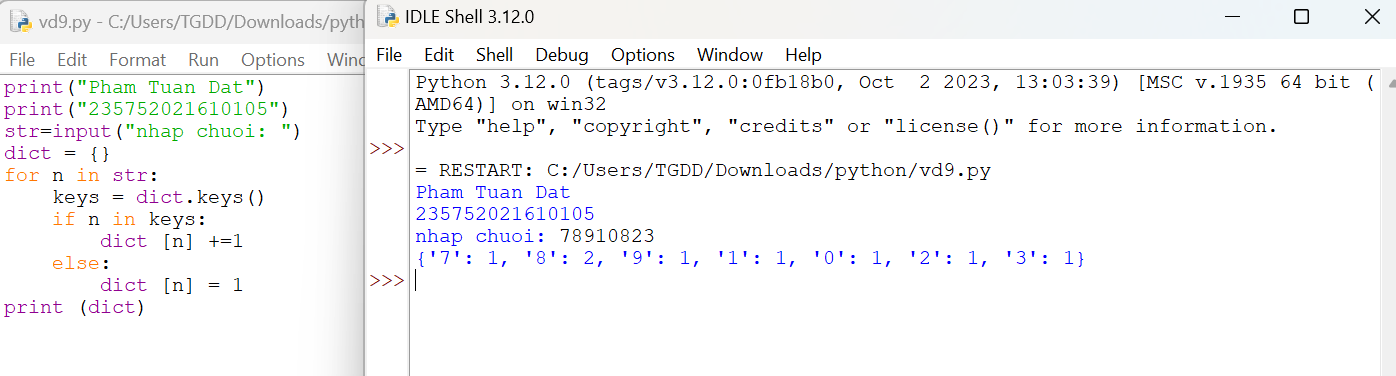 vd9.py - C:/Users/TGDD/Downloads/pyth
File Edit Format Run Options Wind
print("Pham Tuan Dat")
print("235752021610105")
str=input("nhap chuoi: ")
dict = {}
for n in str:
    keys = dict.keys()
    if n in keys:
        dict [n] +=1
    else:
        dict [n] = 1
print (dict)
IDLE Shell 3.12.0
File Edit Shell Debug Options Window Help
Python 3.12.0 (tags/v3.12.0:0fb18b0, Oct  2 2023, 13:03:39) [MSC v.1935 64 bit (
AMD64)] on win32
Type "help", "copyright", "credits" or "license()" for more information.
>>>
= RESTART: C:/Users/TGDD/Downloads/python/vd9.py
Pham Tuan Dat
235752021610105
nhap chuoi: 78910823
{'7': 1, '8': 2, '9': 1, '1': 1, '0': 1, '2': 1, '3': 1}
>>>